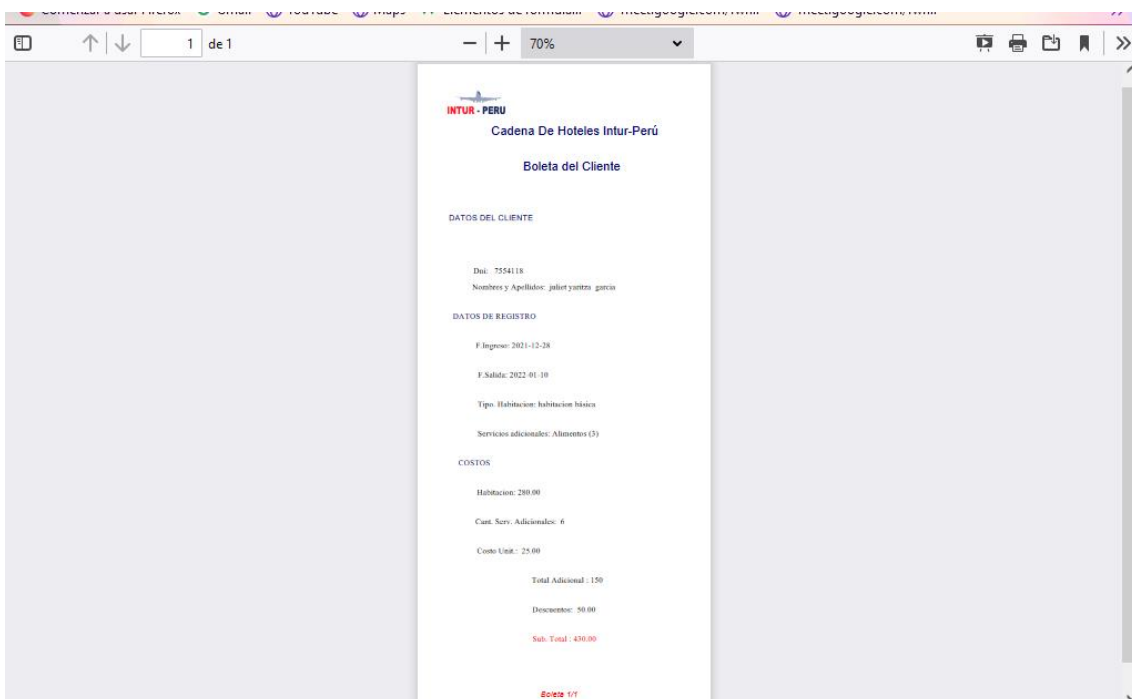 1 de 1
70%
INTUR - PERU
Cadena De Hoteles Intur-Perú
Boleta del Cliente
DATOS DEL CLIENTE
Dni: 7554118
Nombres y Apellidos: juliet yaritza garcia
DATOS DE REGISTRO
F.Ingreso: 2021-12-28
F.Salida: 2022-01-10
Tipo. Habitacion: habitacion básica
Servicios adicionales: Alimentos (3)
COSTOS
Habitacion: 280.00
Cant. Serv. Adicionales: 6
Costo Unit.: 25.00
Total Adicional : 150
Descuentos: 50.00
Sub. Total : 430.00
Boleta 1/1